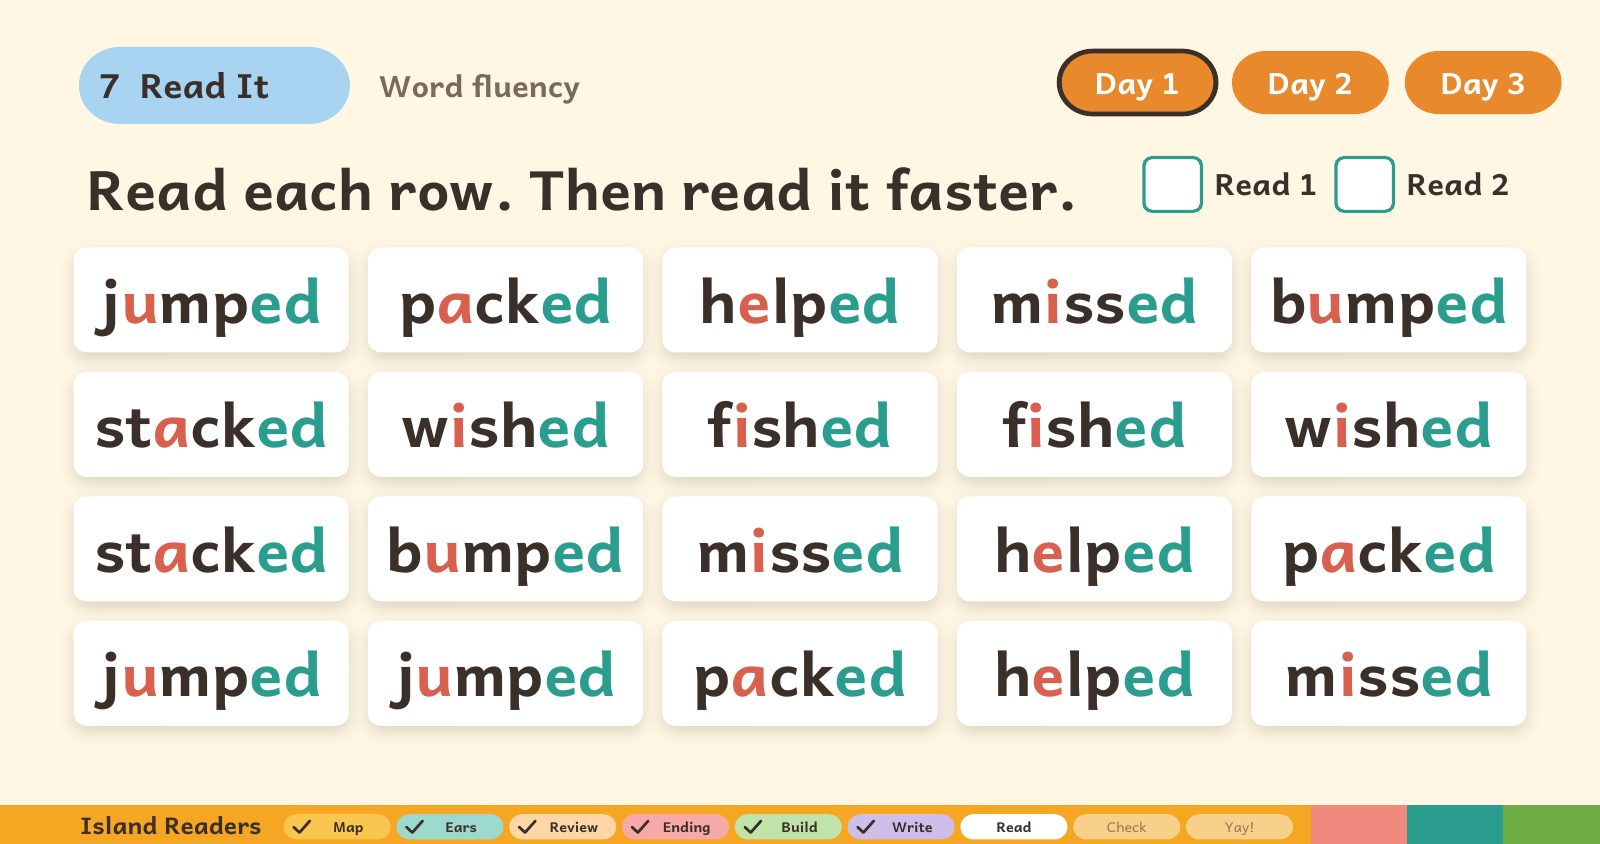 7 Read It
Word fluency
Day 1
Day 2
Day 3
Read each row. Then read it faster.
Read 1
Read 2
jumped packed helped missed bumped
stacked wished fished fished wished
stacked bumped missed helped packed
jumped jumped packed helped missed
Island Readers
Map
Ears
Review
Ending
Build
Write
Read
Check
Yay!